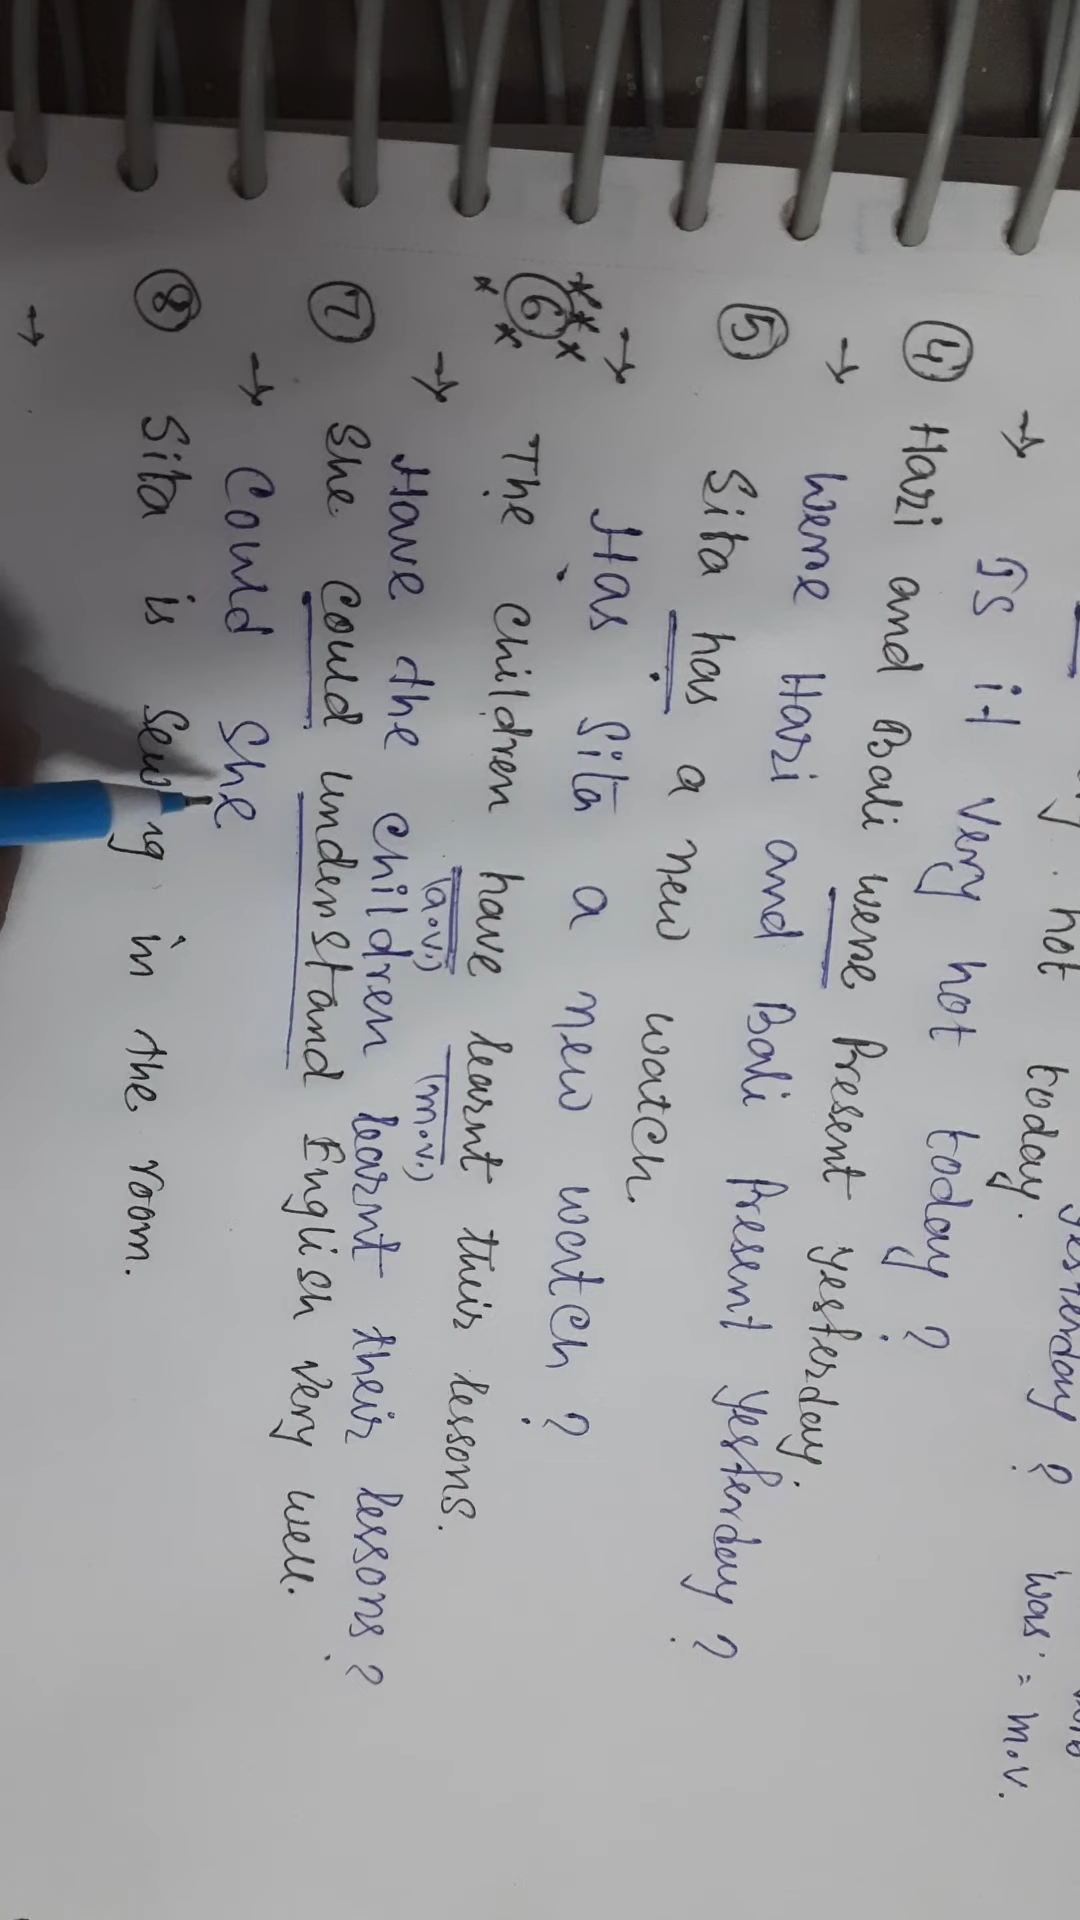 hot today.
→ Is it very hot today?
④ Hari and Bali were Present yesterday.
→ Were Hari and Bali Present yesterday?
⑤ Sita has a new watch.
→ Has Sita a new watch?
⑥ The children have learnt their lessons.
(a.v.) (m.v.)
→ Have the children learnt their lessons?
⑦ She could understand English very well.
→ Could she
⑧ Sita is sewing in the room.
→
yesterday? was = m.v.